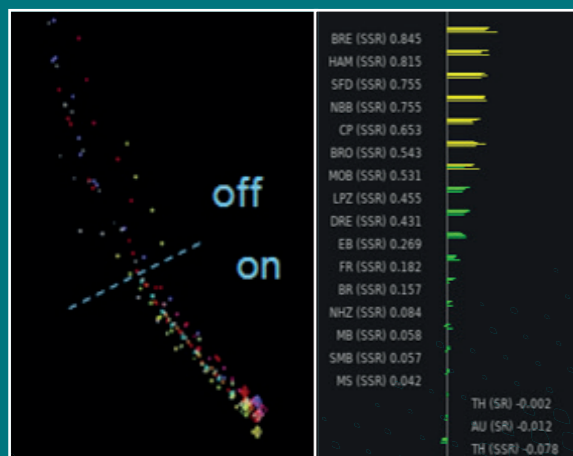 off
on
BRE (SSR) 0.845
HAM (SSR) 0.815
SFD (SSR) 0.755
NBB (SSR) 0.755
CP (SSR) 0.653
BRO (SSR) 0.543
MOB (SSR) 0.531
LPZ (SSR) 0.455
DRE (SSR) 0.431
EB (SSR) 0.269
FR (SSR) 0.182
BR (SSR) 0.157
NHZ (SSR) 0.084
MB (SSR) 0.058
SMB (SSR) 0.057
MS (SSR) 0.042
TH (SR) -0.002
AU (SR) -0.012
TH (SSR) -0.078